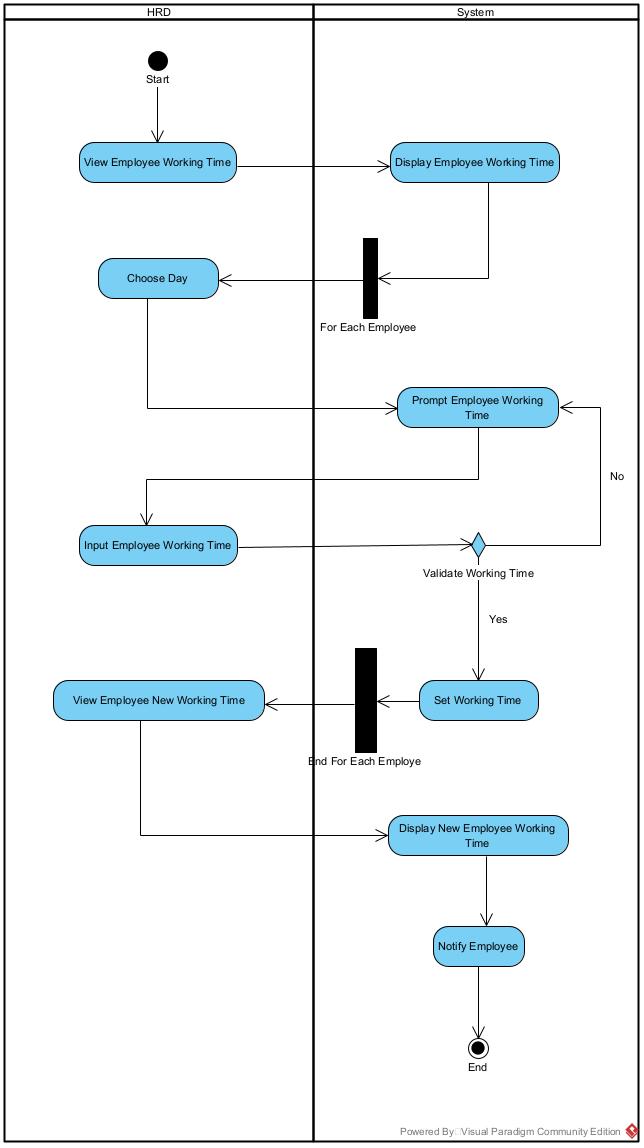 HRD
System
Start
View Employee Working Time
Display Employee Working Time
Choose Day
For Each Employee
Prompt Employee Working
Time
No
Input Employee Working Time
Validate Working Time
Yes
View Employee New Working Time
Set Working Time
End For Each Employe
Display New Employee Working
Time
Notify Employee
End
Powered By Visual Paradigm Community Edition